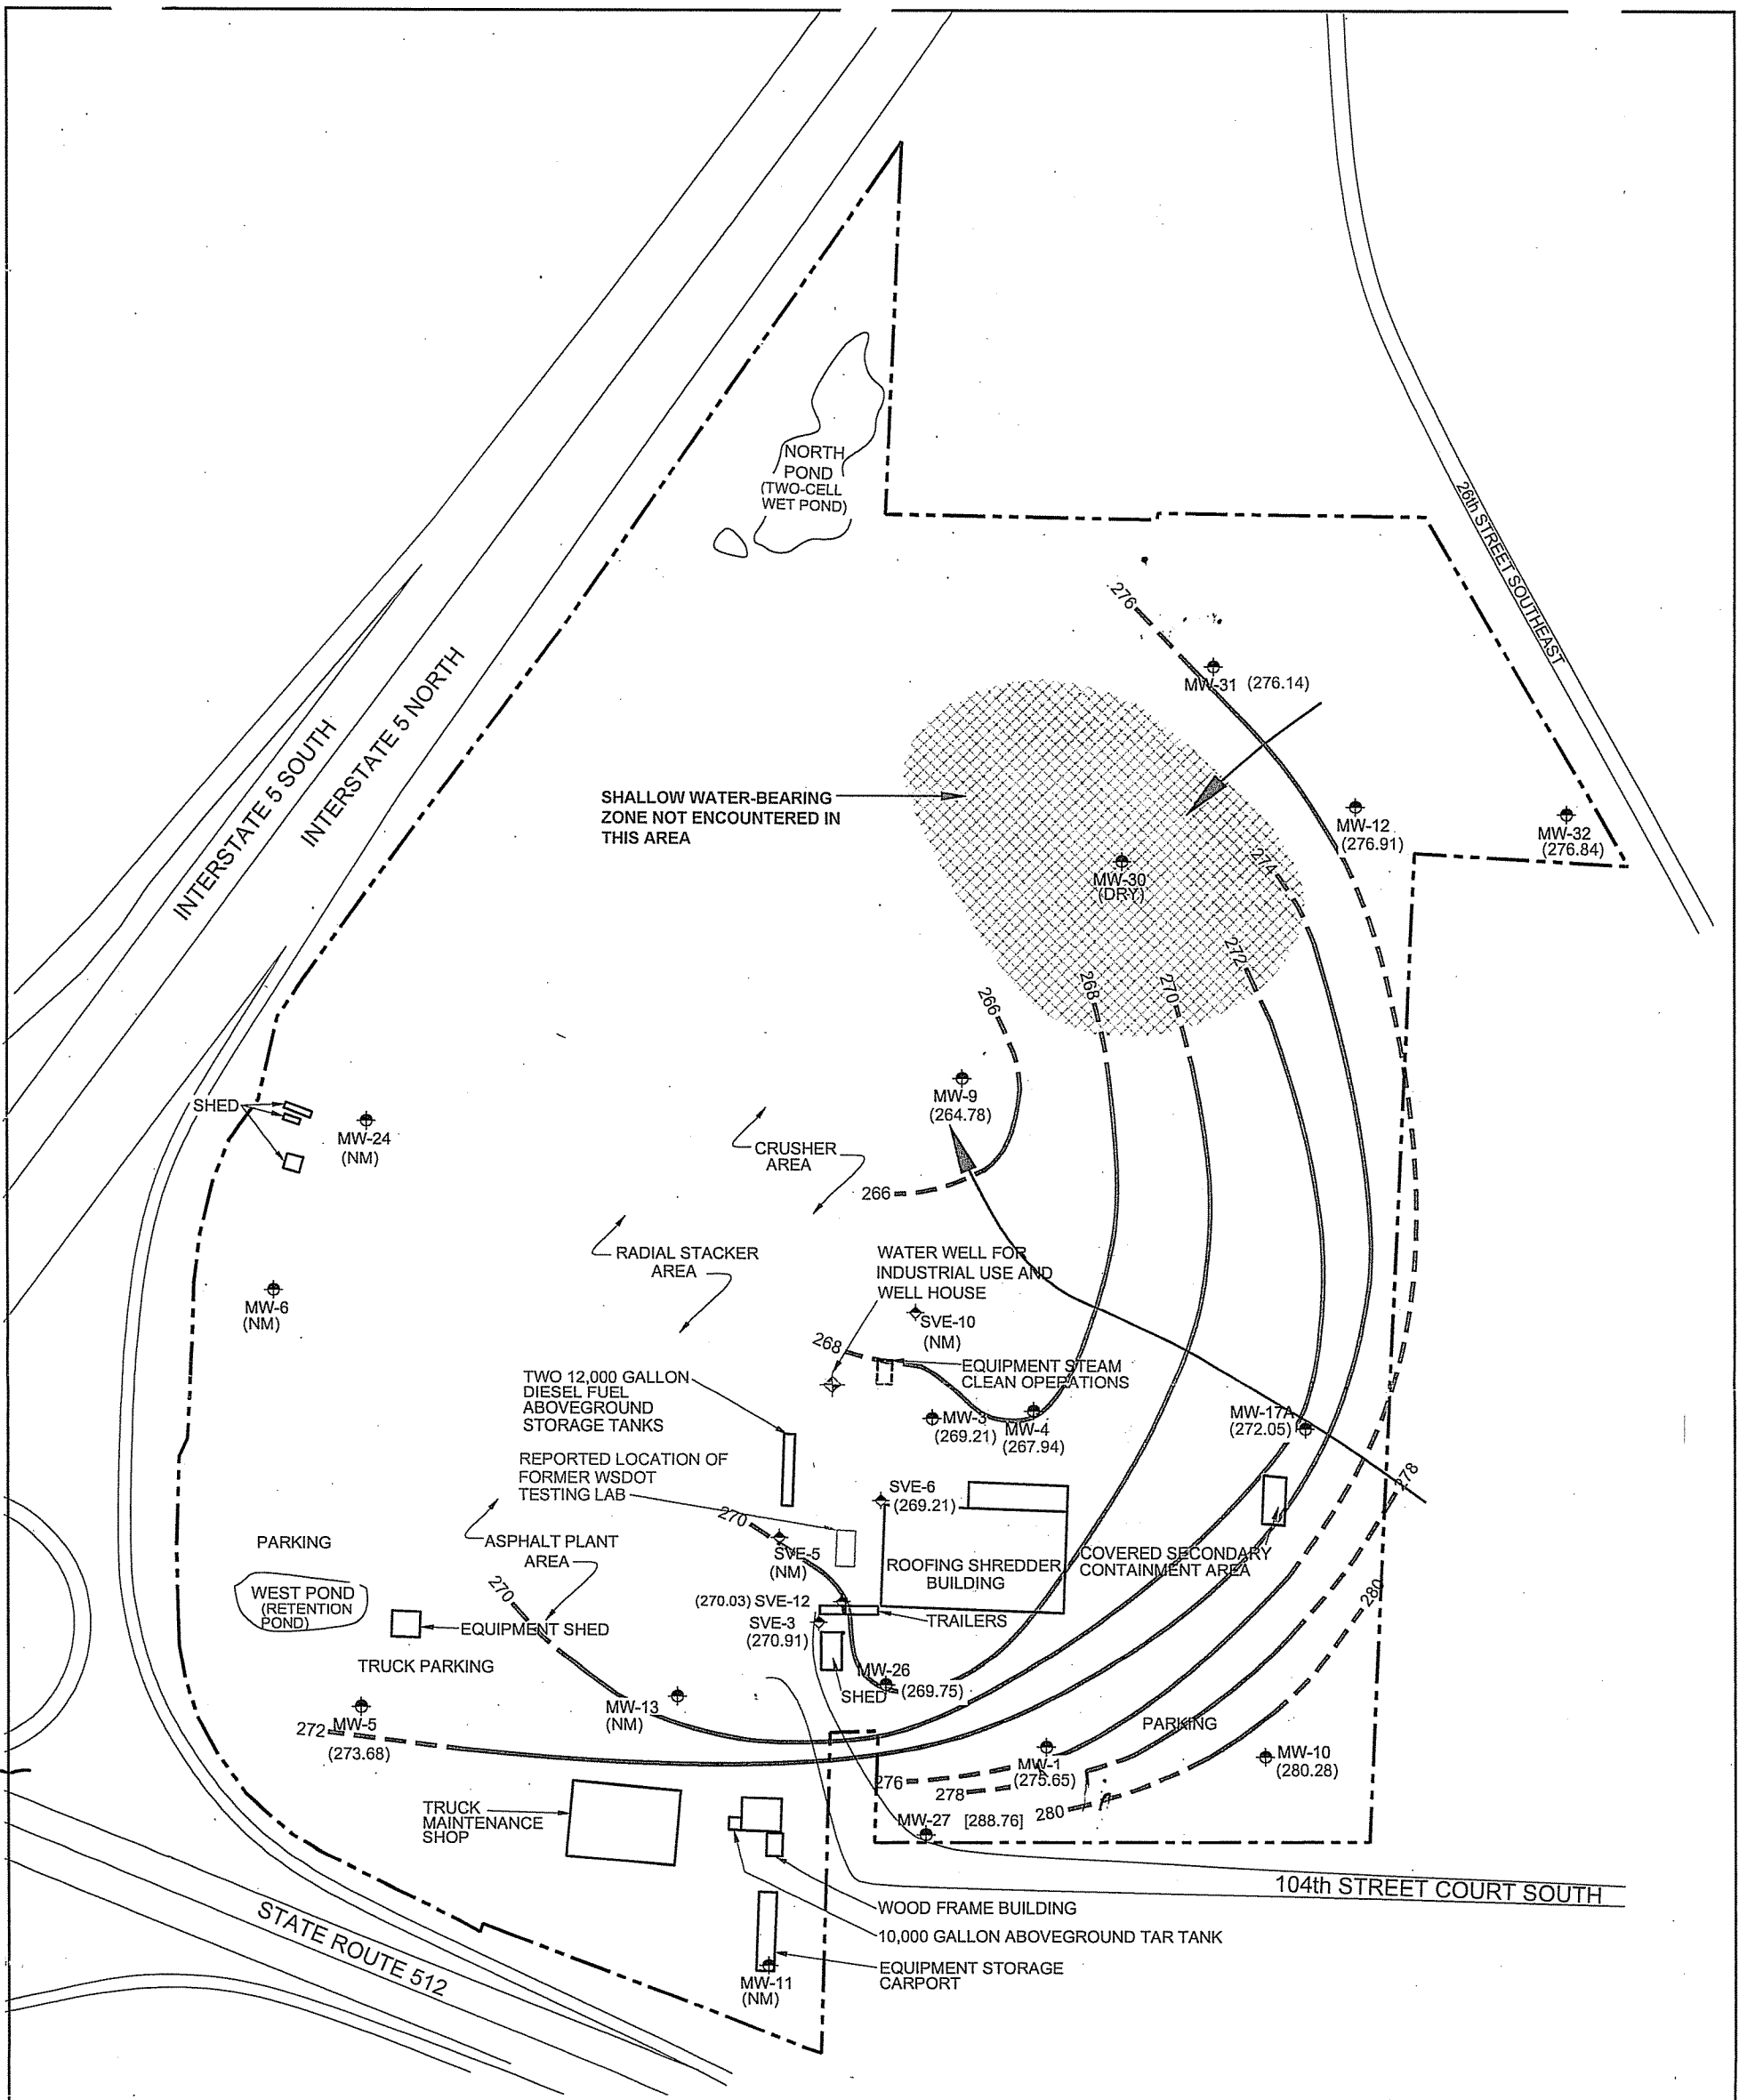 NORTH
POND
(TWO-CELL
WET POND)
26th STREET SOUTHEAST
276
MW-31 (276.14)
INTERSTATE 5 SOUTH
INTERSTATE 5 NORTH
SHALLOW WATER-BEARING
ZONE NOT ENCOUNTERED IN
THIS AREA
MW-12
(276.91)
MW-32
(276.84)
MW-30
(DRY)
274
272
270
268
266
MW-9
(264.78)
SHED
MW-24
(NM)
CRUSHER
AREA
266
RADIAL STACKER
AREA
WATER WELL FOR
INDUSTRIAL USE AND
WELL HOUSE
MW-6
(NM)
SVE-10
(NM)
268
EQUIPMENT STEAM
CLEAN OPERATIONS
TWO 12,000 GALLON
DIESEL FUEL
ABOVEGROUND
STORAGE TANKS
MW-3
(269.21)
MW-4
(267.94)
MW-17A
(272.05)
REPORTED LOCATION OF
FORMER WSDOT
TESTING LAB
SVE-6
(269.21)
278
270
PARKING
ASPHALT PLANT
AREA
SVE-5
(NM)
ROOFING SHREDDER
BUILDING
COVERED SECONDARY
CONTAINMENT AREA
WEST POND
(RETENTION
POND)
270
280
(270.03) SVE-12
SVE-3
(270.91)
TRAILERS
EQUIPMENT SHED
TRUCK PARKING
MW-26
(269.75)
SHED
MW-13
(NM)
MW-5
272
(273.68)
PARKING
MW-1
(275.65)
MW-10
(280.28)
276
278
280
MW-27 [288.76]
TRUCK
MAINTENANCE
SHOP
104th STREET COURT SOUTH
WOOD FRAME BUILDING
10,000 GALLON ABOVEGROUND TAR TANK
EQUIPMENT STORAGE
CARPORT
MW-11
(NM)
STATE ROUTE 512